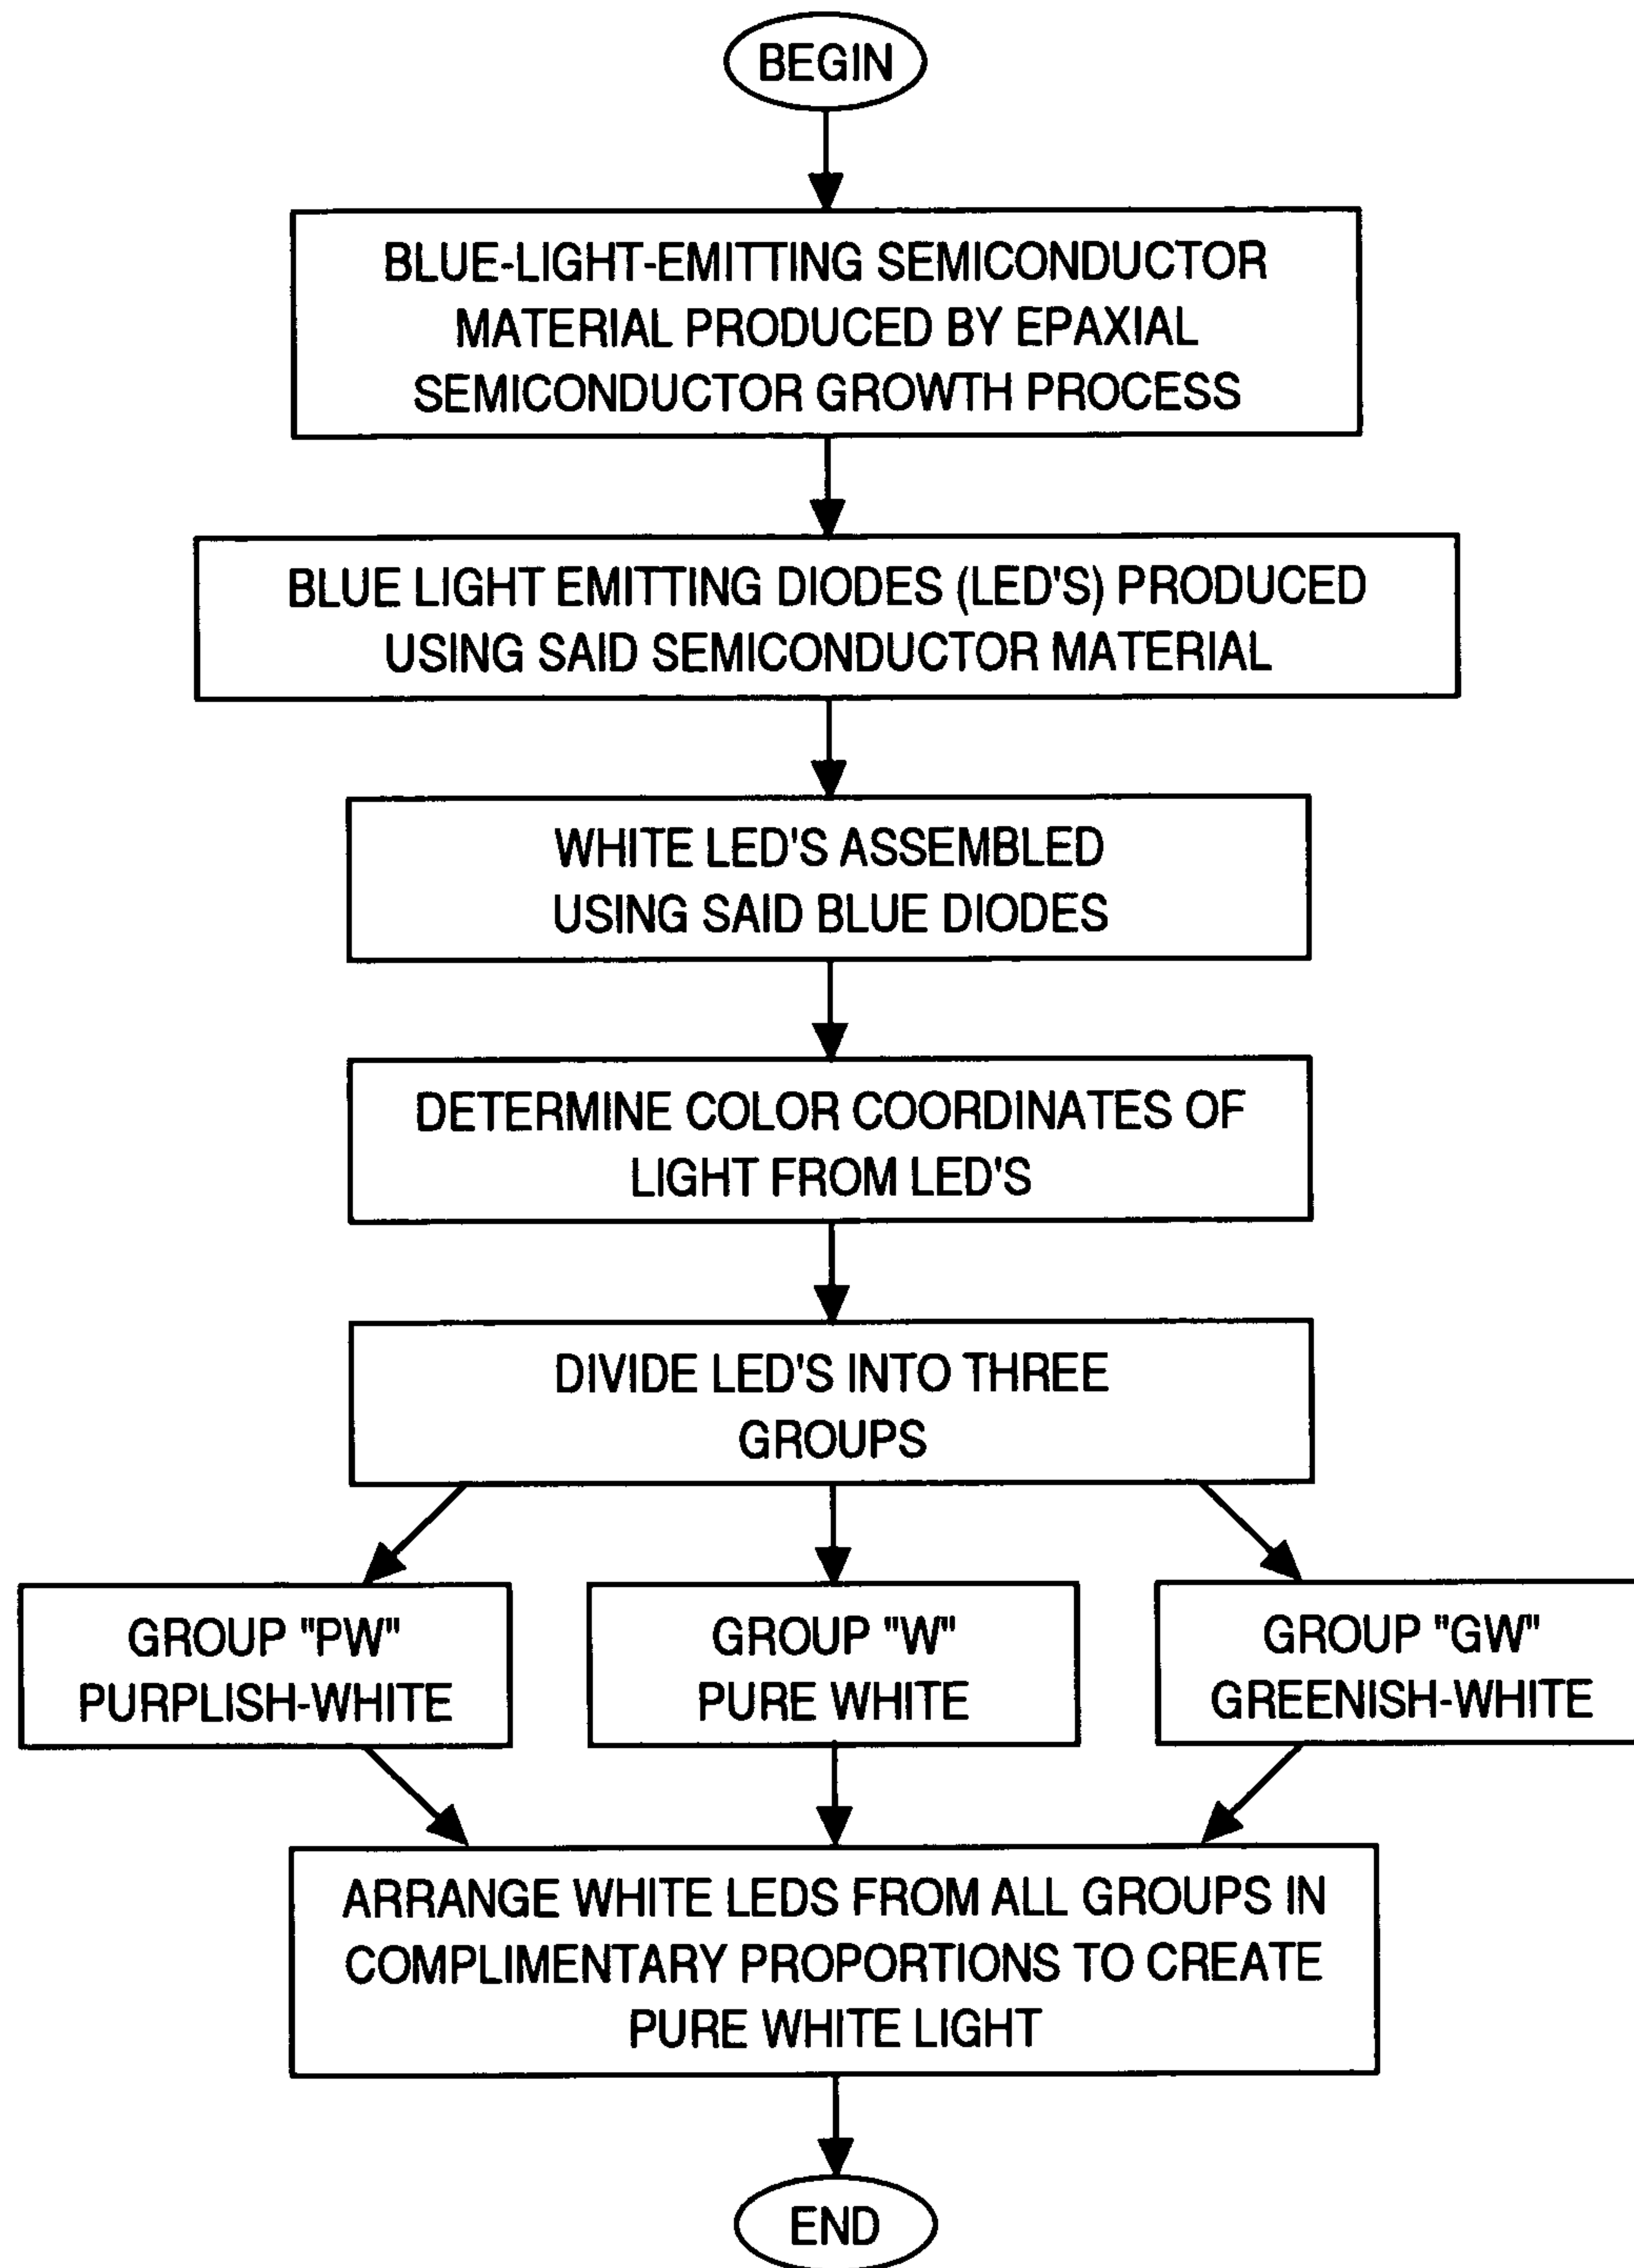 BEGIN
BLUE-LIGHT-EMITTING SEMICONDUCTOR
MATERIAL PRODUCED BY EPAXIAL
SEMICONDUCTOR GROWTH PROCESS
BLUE LIGHT EMITTING DIODES (LED'S) PRODUCED
USING SAID SEMICONDUCTOR MATERIAL
WHITE LED'S ASSEMBLED
USING SAID BLUE DIODES
DETERMINE COLOR COORDINATES OF
LIGHT FROM LED'S
DIVIDE LED'S INTO THREE
GROUPS
GROUP "PW"
PURPLISH-WHITE
GROUP "W"
PURE WHITE
GROUP "GW"
GREENISH-WHITE
ARRANGE WHITE LEDS FROM ALL GROUPS IN
COMPLIMENTARY PROPORTIONS TO CREATE
PURE WHITE LIGHT
END